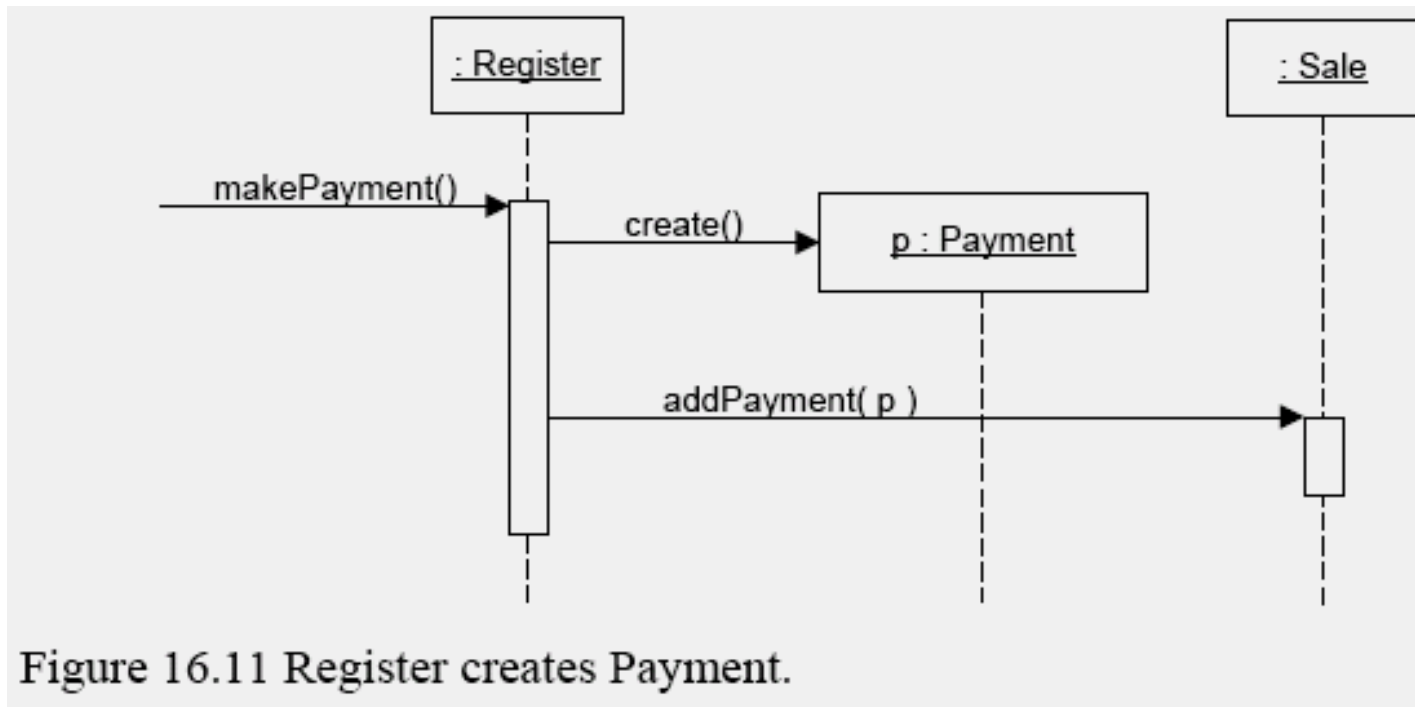 : Register
: Sale
makePayment()
create()
p : Payment
addPayment( p )
Figure 16.11 Register creates Payment.